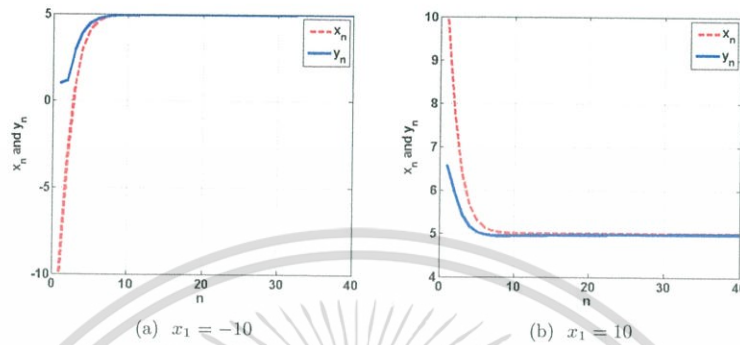 5
0
-5
-10
x_n and y_n
0 10 20 30 40
n
x_n
y_n
(a) x_1 = -10
10
9
8
7
6
5
4
x_n and y_n
0 10 20 30 40
n
x_n
y_n
(b) x_1 = 10